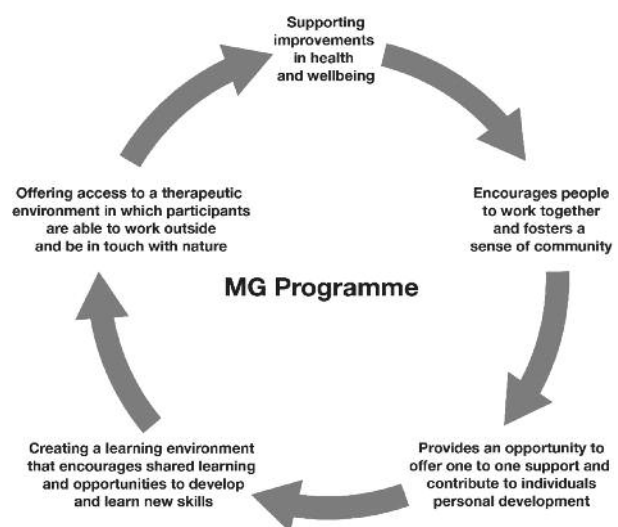 Supporting
improvements
in health
and wellbeing
Encourages people
to work together
and fosters a
sense of community
Provides an opportunity to
offer one to one support and
contribute to individuals
personal development
Creating a learning environment
that encourages shared learning
and opportunities to develop
and learn new skills
Offering access to a therapeutic
environment in which participants
are able to work outside
and be in touch with nature
MG Programme